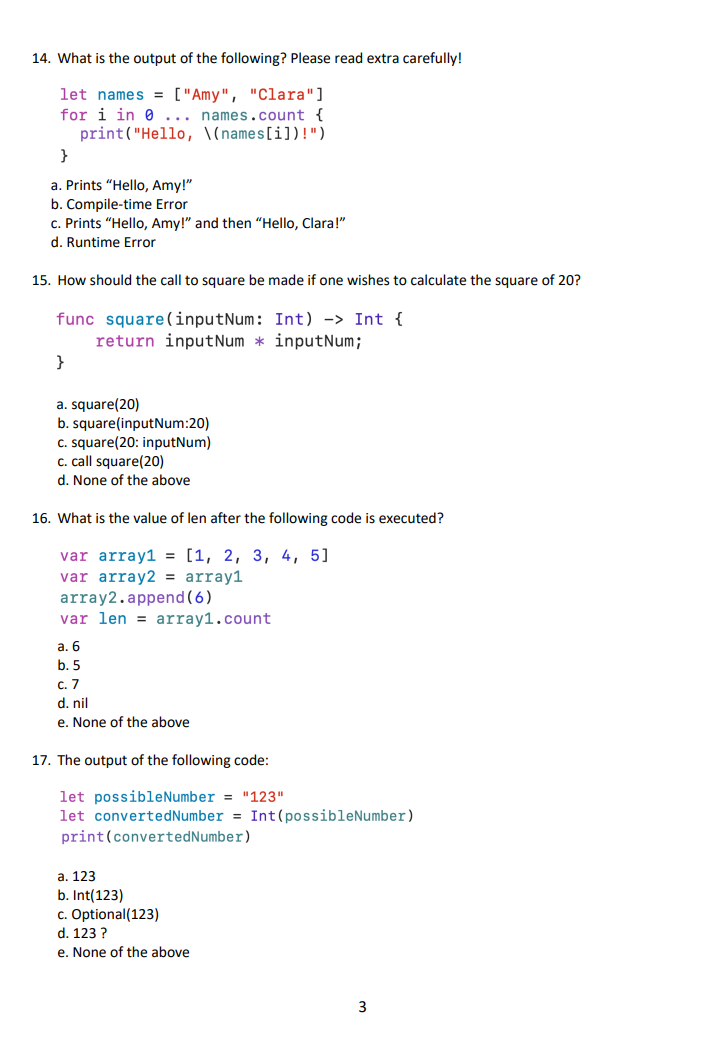 14. What is the output of the following? Please read extra carefully!
let names = ["Amy", "Clara"]
for i in 0 ... names.count {
print("Hello, \(names[i])!")
}
a. Prints “Hello, Amy!”
b. Compile-time Error
c. Prints “Hello, Amy!” and then “Hello, Clara!”
d. Runtime Error
15. How should the call to square be made if one wishes to calculate the square of 20?
func square(inputNum: Int) -> Int {
return inputNum * inputNum;
}
a. square(20)
b. square(inputNum:20)
c. square(20: inputNum)
c. call square(20)
d. None of the above
16. What is the value of len after the following code is executed?
var array1 = [1, 2, 3, 4, 5]
var array2 = array1
array2.append(6)
var len = array1.count
a. 6
b. 5
c. 7
d. nil
e. None of the above
17. The output of the following code:
let possibleNumber = "123"
let convertedNumber = Int(possibleNumber)
print(convertedNumber)
a. 123
b. Int(123)
c. Optional(123)
d. 123 ?
e. None of the above
3